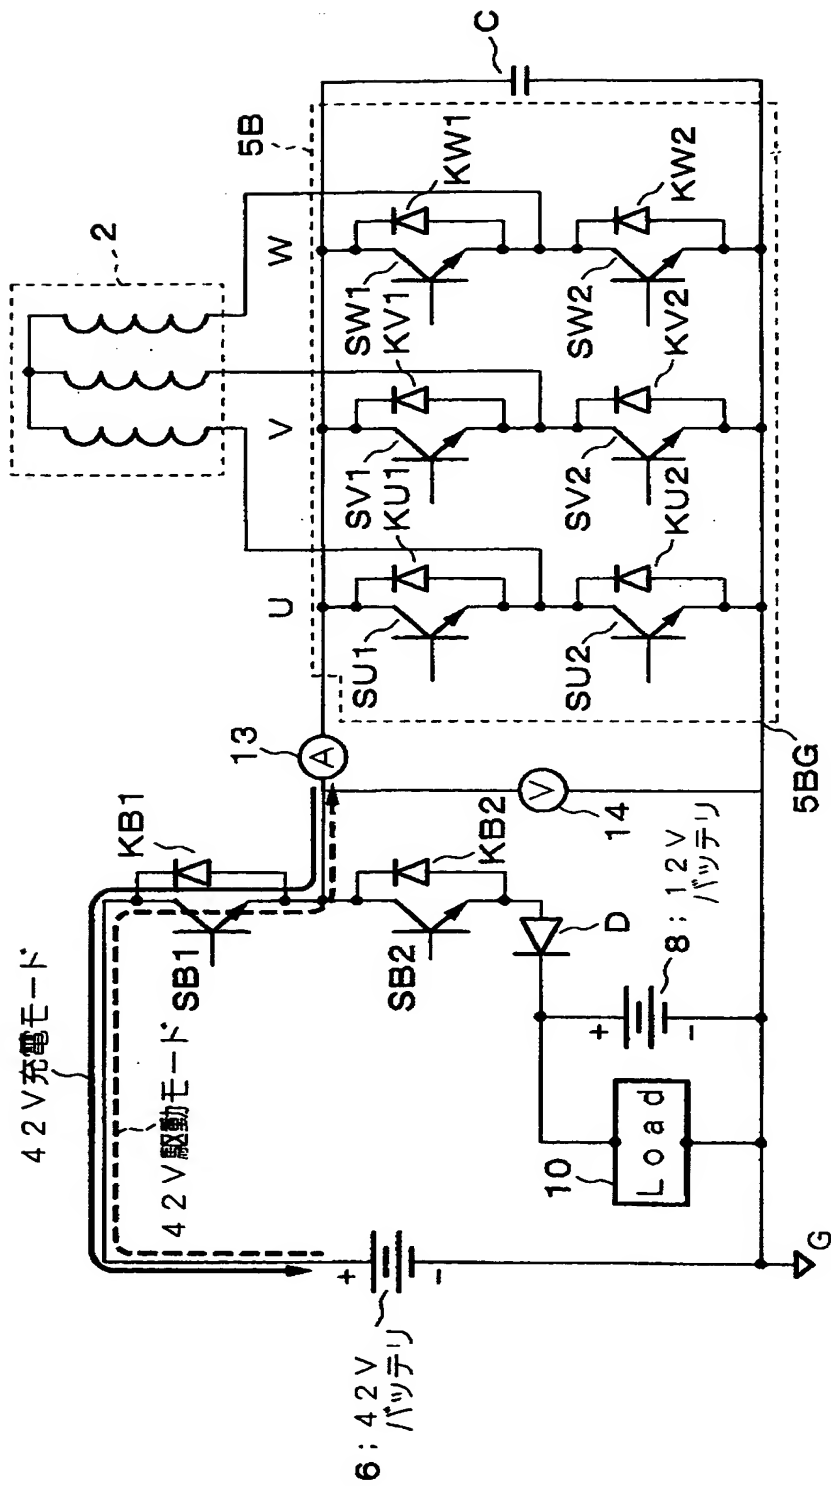 2
5B
C
U
V
W
KU1
KV1
KW1
SU1
SV1
SW1
KU2
KV2
KW2
SU2
SV2
SW2
13
A
KB1
SB1
42V充電モード
42V駆動モード
KB2
SB2
V
14
5BG
D
8:12V
バッテリ
+
-
10
Load
6:42V
バッテリ
+
-
G